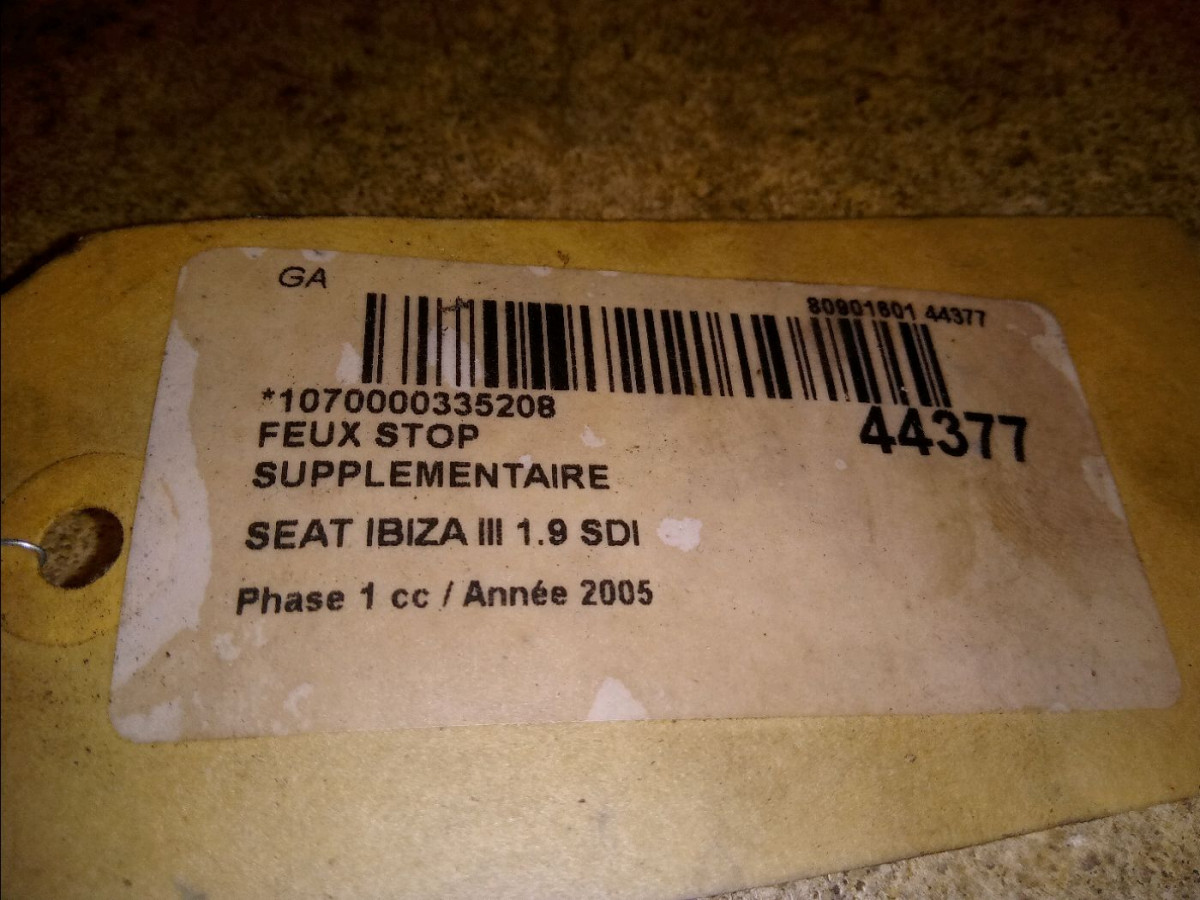 GA
80901601 44377
*1070000335208
44377
FEUX STOP
SUPPLEMENTAIRE
SEAT IBIZA III 1.9 SDI
Phase 1 cc / Année 2005